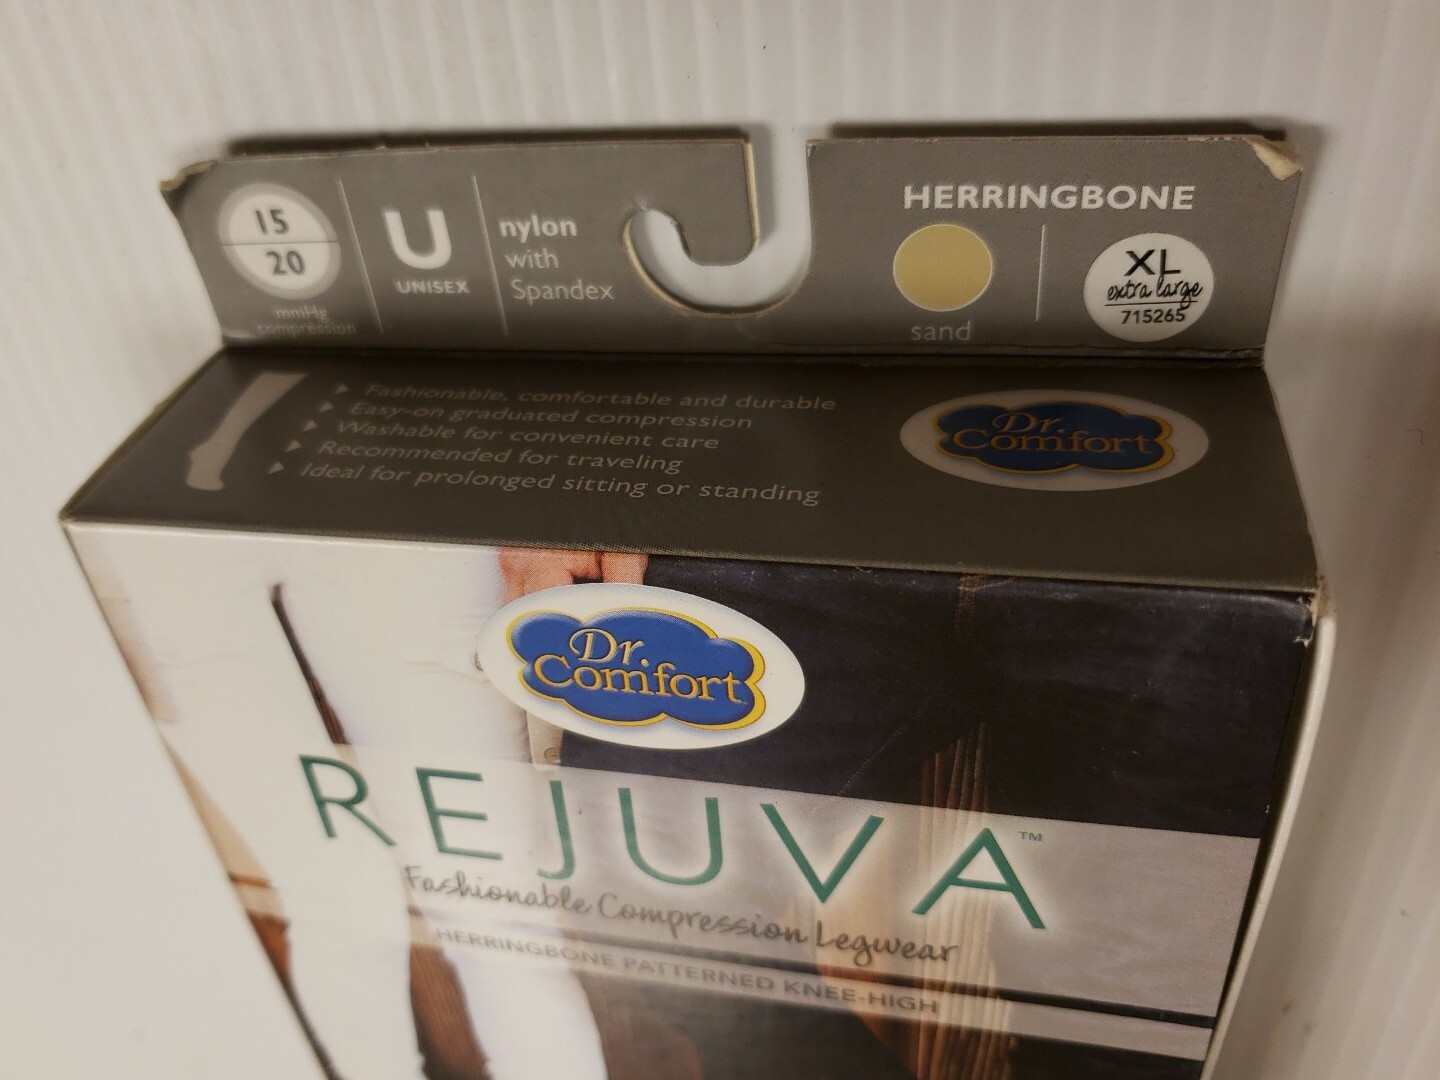 15
20
mmHg
compression
U
UNISEX
nylon
with
Spandex
HERRINGBONE
sand
XL
extra large
715265
Fashionable, comfortable and durable
Easy-on graduated compression
Washable for convenient care
Recommended for traveling
Ideal for prolonged sitting or standing
Dr.
Comfort
Dr.
Comfort
REJUVA™
Fashionable Compression Legwear
HERRINGBONE PATTERNED KNEE-HIGH